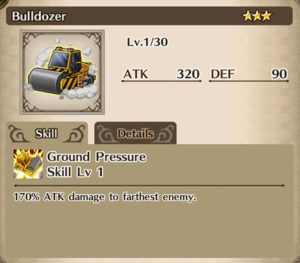 Bulldozer
Lv.1/30
ATK 320 DEF 90
Skill Details
Ground Pressure
Skill Lv 1
170% ATK damage to farthest enemy.